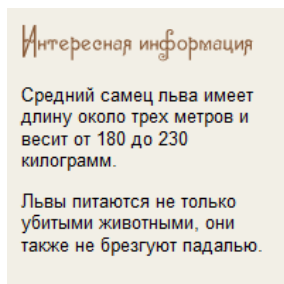 Интересная информация
Средний самец льва имеет
длину около трех метров и
весит от 180 до 230
килограмм.
Львы питаются не только
убитыми животными, они
также не брезгуют падалью.